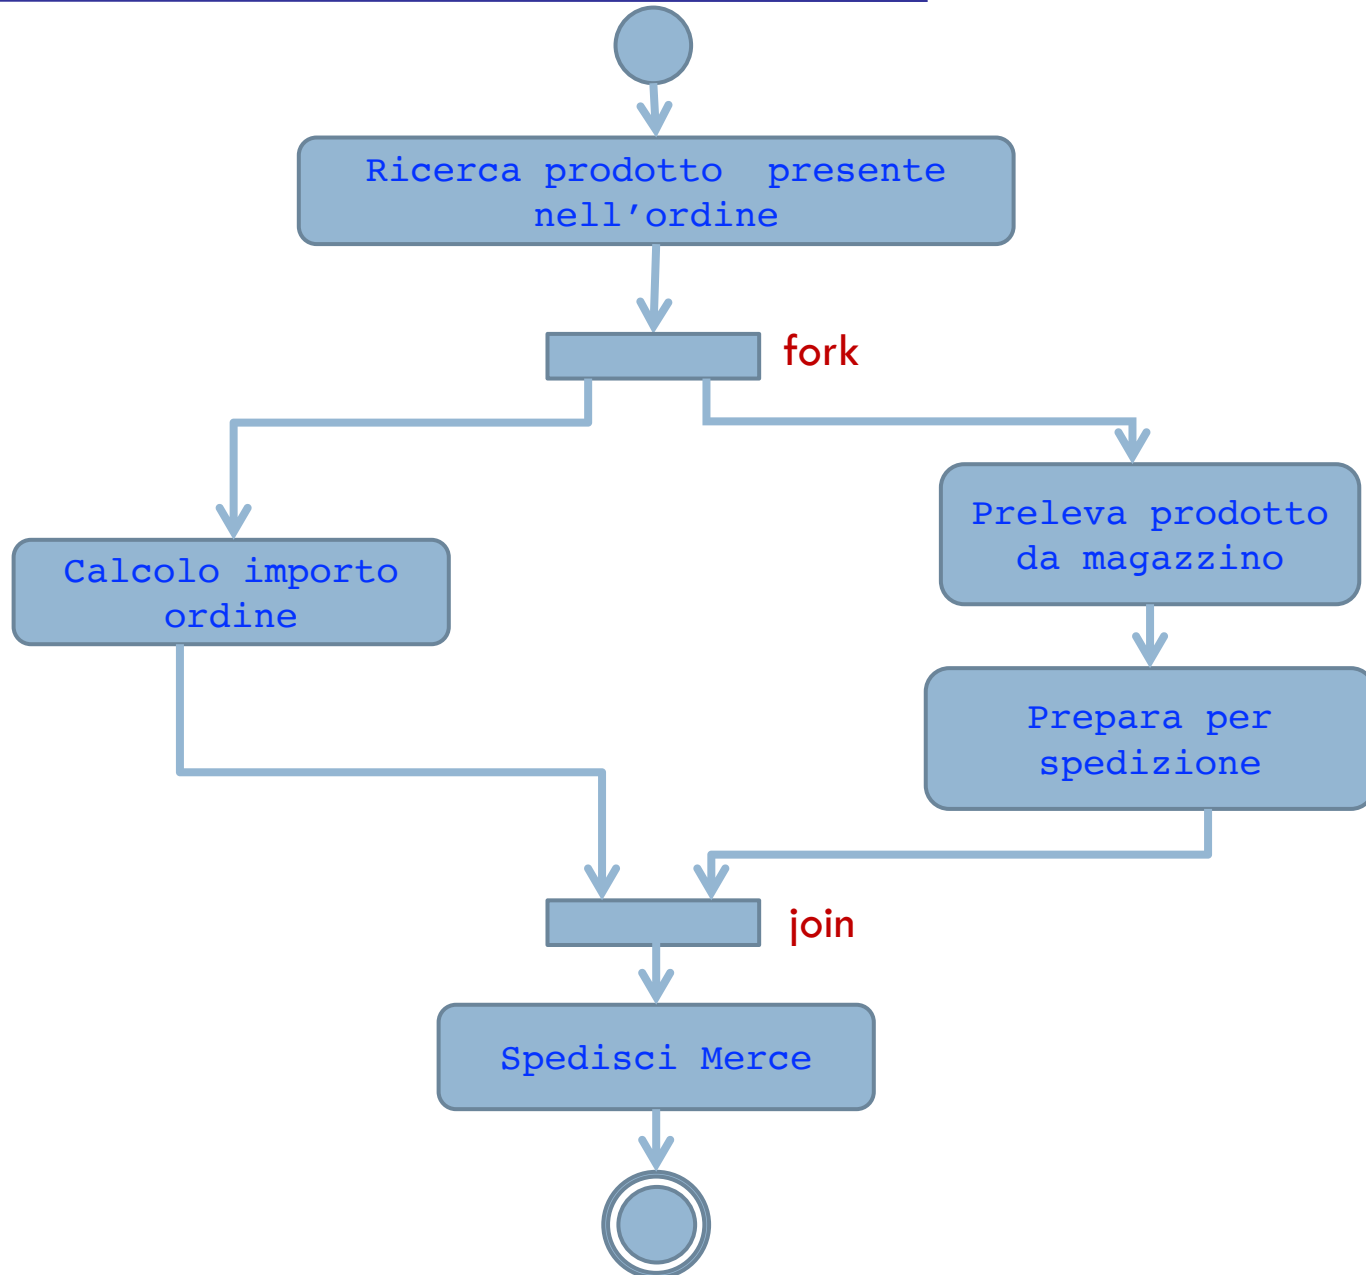 Ricerca prodotto  presente
nell’ordine
fork
Preleva prodotto
da magazzino
Calcolo importo
ordine
Prepara per
spedizione
join
Spedisci Merce